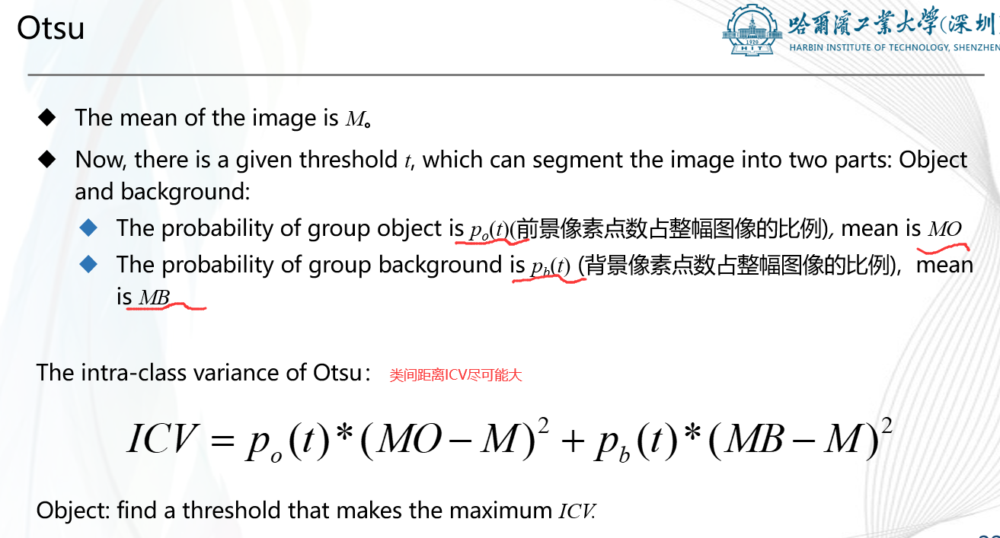 Otsu
哈爾濱工業大學(深圳
HARBIN INSTITUTE OF TECHNOLOGY, SHENZHEN
1920
HIT
◆ The mean of the image is M。
◆ Now, there is a given threshold t, which can segment the image into two parts: Object
and background:
◆ The probability of group object is pₒ(t)(前景像素点数占整幅图像的比例), mean is MO
◆ The probability of group background is p_b(t) (背景像素点数占整幅图像的比例), mean
is MB
The intra-class variance of Otsu： 类间距离ICV尽可能大
ICV = pₒ(t)*(MO − M)² + p_b(t)*(MB − M)²
Object: find a threshold that makes the maximum ICV.